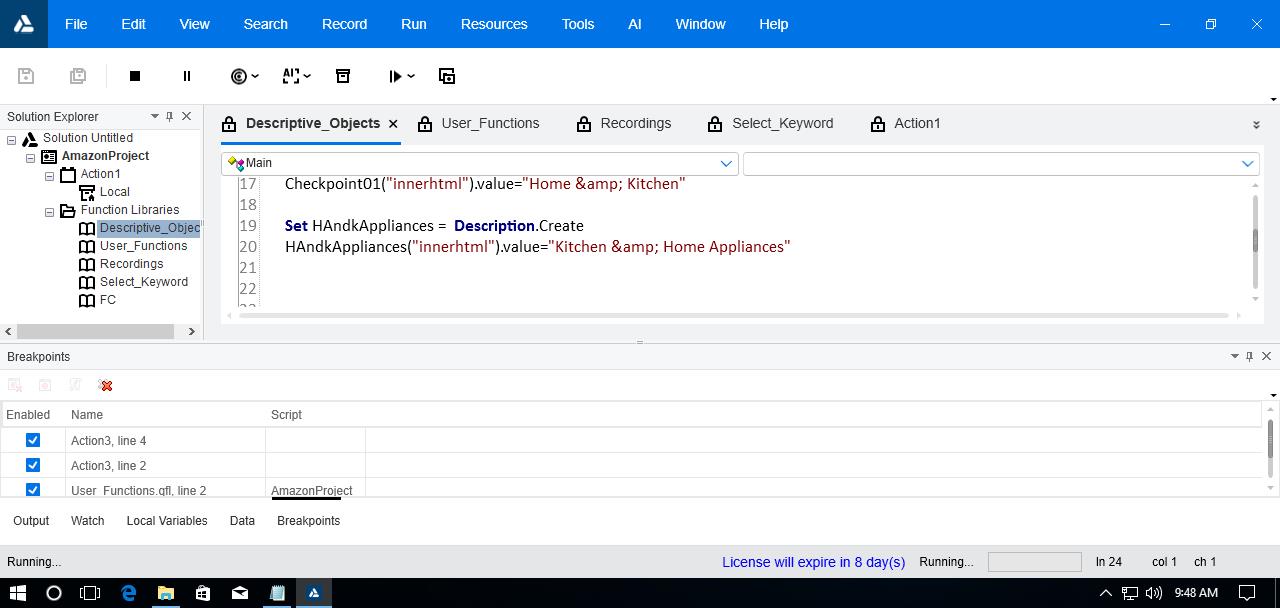 File Edit View Search Record Run Resources Tools AI Window Help
AI
Solution Explorer
Solution Untitled
AmazonProject
Action1
Local
Function Libraries
Descriptive_Objec
User_Functions
Recordings
Select_Keyword
FC
Descriptive_Objects User_Functions Recordings Select_Keyword Action1
Main
17 Checkpoint01("innerhtml").value="Home &amp; Kitchen"
18
19 Set HAndkAppliances = Description.Create
20 HAndkAppliances("innerhtml").value="Kitchen &amp; Home Appliances"
21
22
Breakpoints
Enabled Name Script
Action3, line 4
Action3, line 2
User_Functions.qfl, line 2 AmazonProject
Output Watch Local Variables Data Breakpoints
Running... License will expire in 8 day(s) Running... ln 24 col 1 ch 1
9:48 AM